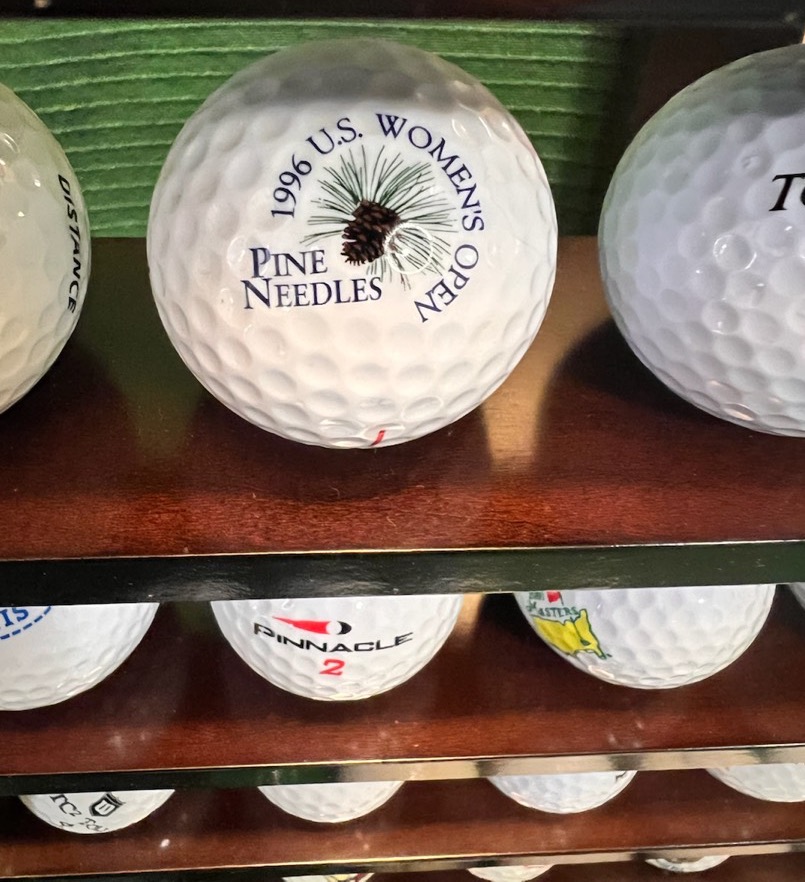 DISTANCE
1996 U.S. WOMEN'S OPEN
PINE
NEEDLES
PINNACLE
2
MASTERS